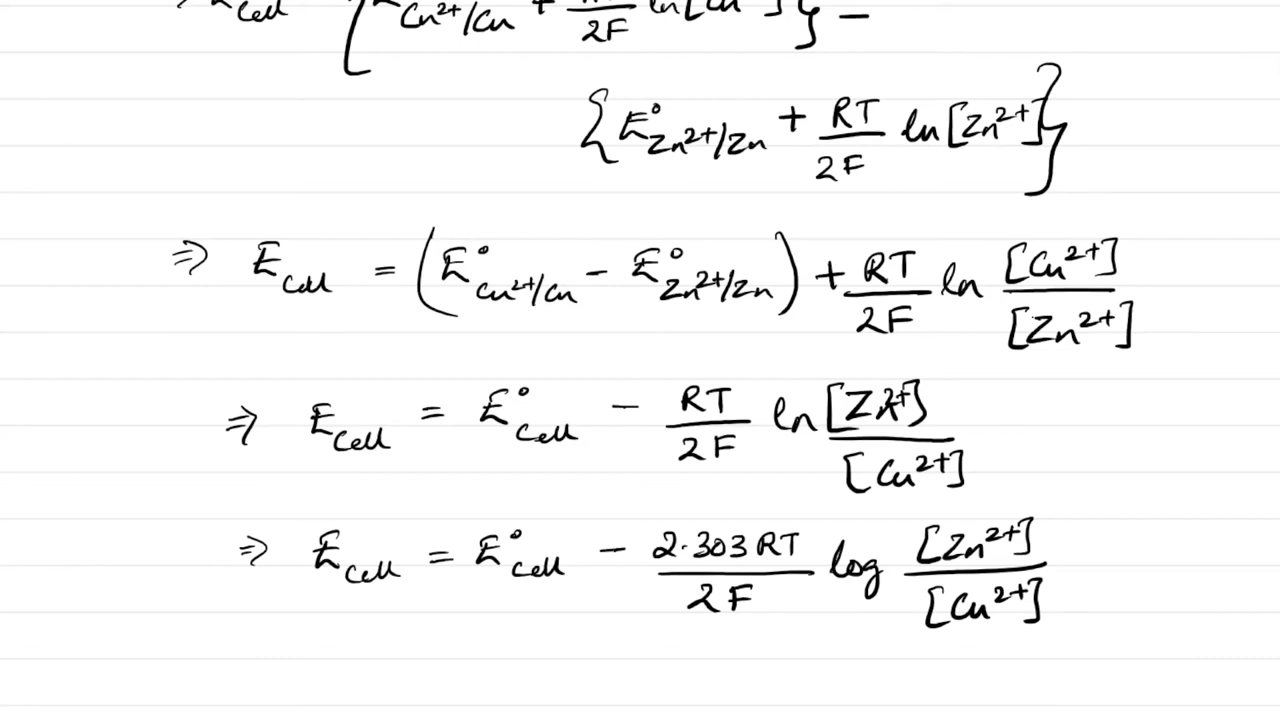 Cell { Cu²⁺/Cu + 2F ln[Cu ] } −
{ E°Zn²⁺/Zn + RT/2F ln[Zn²⁺] }
⇒ Ecell = (E°Cu²⁺/Cu − E°Zn²⁺/Zn) + RT/2F ln [Cu²⁺]/[Zn²⁺]
⇒ Ecell = E°cell − RT/2F ln [Zn²⁺]/[Cu²⁺]
⇒ Ecell = E°cell − 2.303RT/2F log [Zn²⁺]/[Cu²⁺]